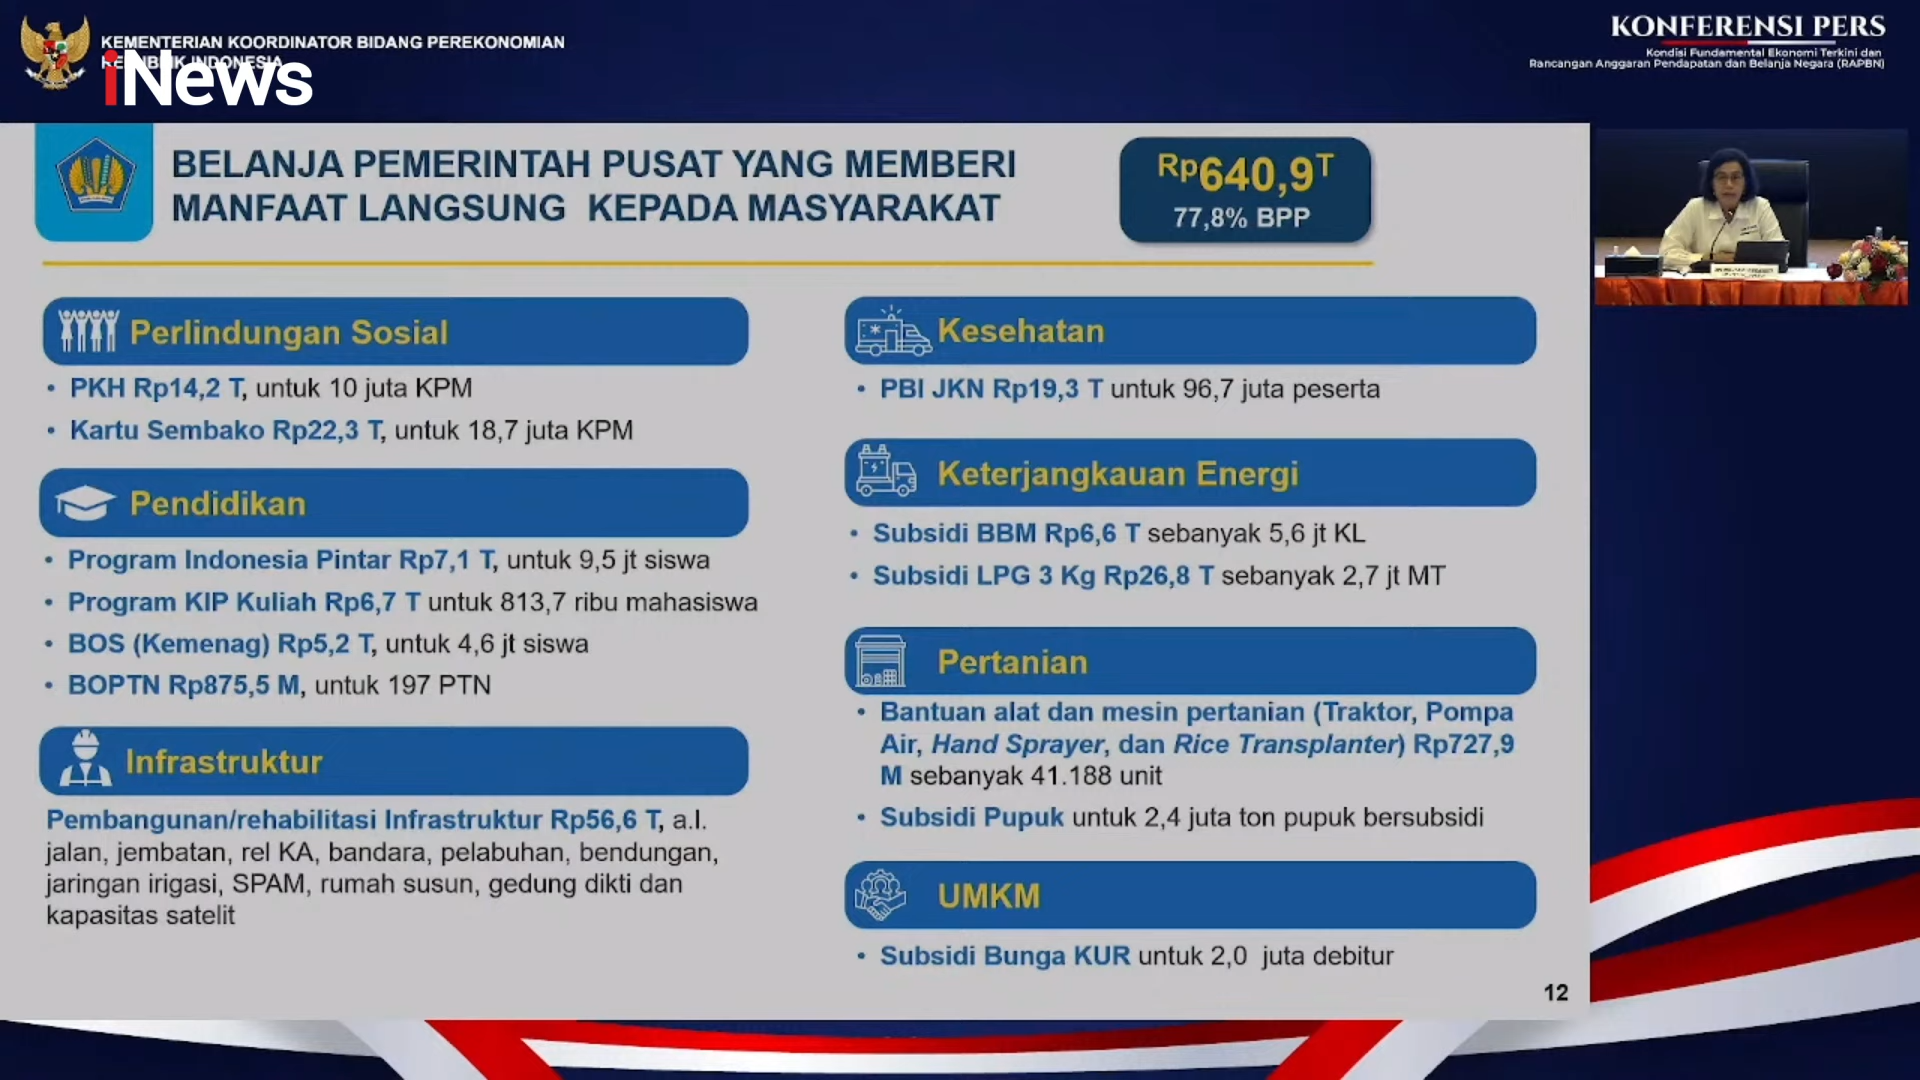 KEMENTERIAN KOORDINATOR BIDANG PEREKONOMIAN
REPUBLIK INDONESIA
iNews
KONFERENSI PERS
Kondisi Fundamental Ekonomi Terkini dan
Rancangan Anggaran Pendapatan dan Belanja Negara (RAPBN)
BELANJA PEMERINTAH PUSAT YANG MEMBERI
MANFAAT LANGSUNG KEPADA MASYARAKAT
Rp640,9T
77,8% BPP
Perlindungan Sosial
• PKH Rp14,2 T, untuk 10 juta KPM
• Kartu Sembako Rp22,3 T, untuk 18,7 juta KPM
Pendidikan
• Program Indonesia Pintar Rp7,1 T, untuk 9,5 jt siswa
• Program KIP Kuliah Rp6,7 T untuk 813,7 ribu mahasiswa
• BOS (Kemenag) Rp5,2 T, untuk 4,6 jt siswa
• BOPTN Rp875,5 M, untuk 197 PTN
Infrastruktur
Pembangunan/rehabilitasi Infrastruktur Rp56,6 T, a.l.
jalan, jembatan, rel KA, bandara, pelabuhan, bendungan,
jaringan irigasi, SPAM, rumah susun, gedung dikti dan
kapasitas satelit
Kesehatan
• PBI JKN Rp19,3 T untuk 96,7 juta peserta
Keterjangkauan Energi
• Subsidi BBM Rp6,6 T sebanyak 5,6 jt KL
• Subsidi LPG 3 Kg Rp26,8 T sebanyak 2,7 jt MT
Pertanian
• Bantuan alat dan mesin pertanian (Traktor, Pompa
Air, Hand Sprayer, dan Rice Transplanter) Rp727,9
M sebanyak 41.188 unit
• Subsidi Pupuk untuk 2,4 juta ton pupuk bersubsidi
UMKM
• Subsidi Bunga KUR untuk 2,0 juta debitur
12